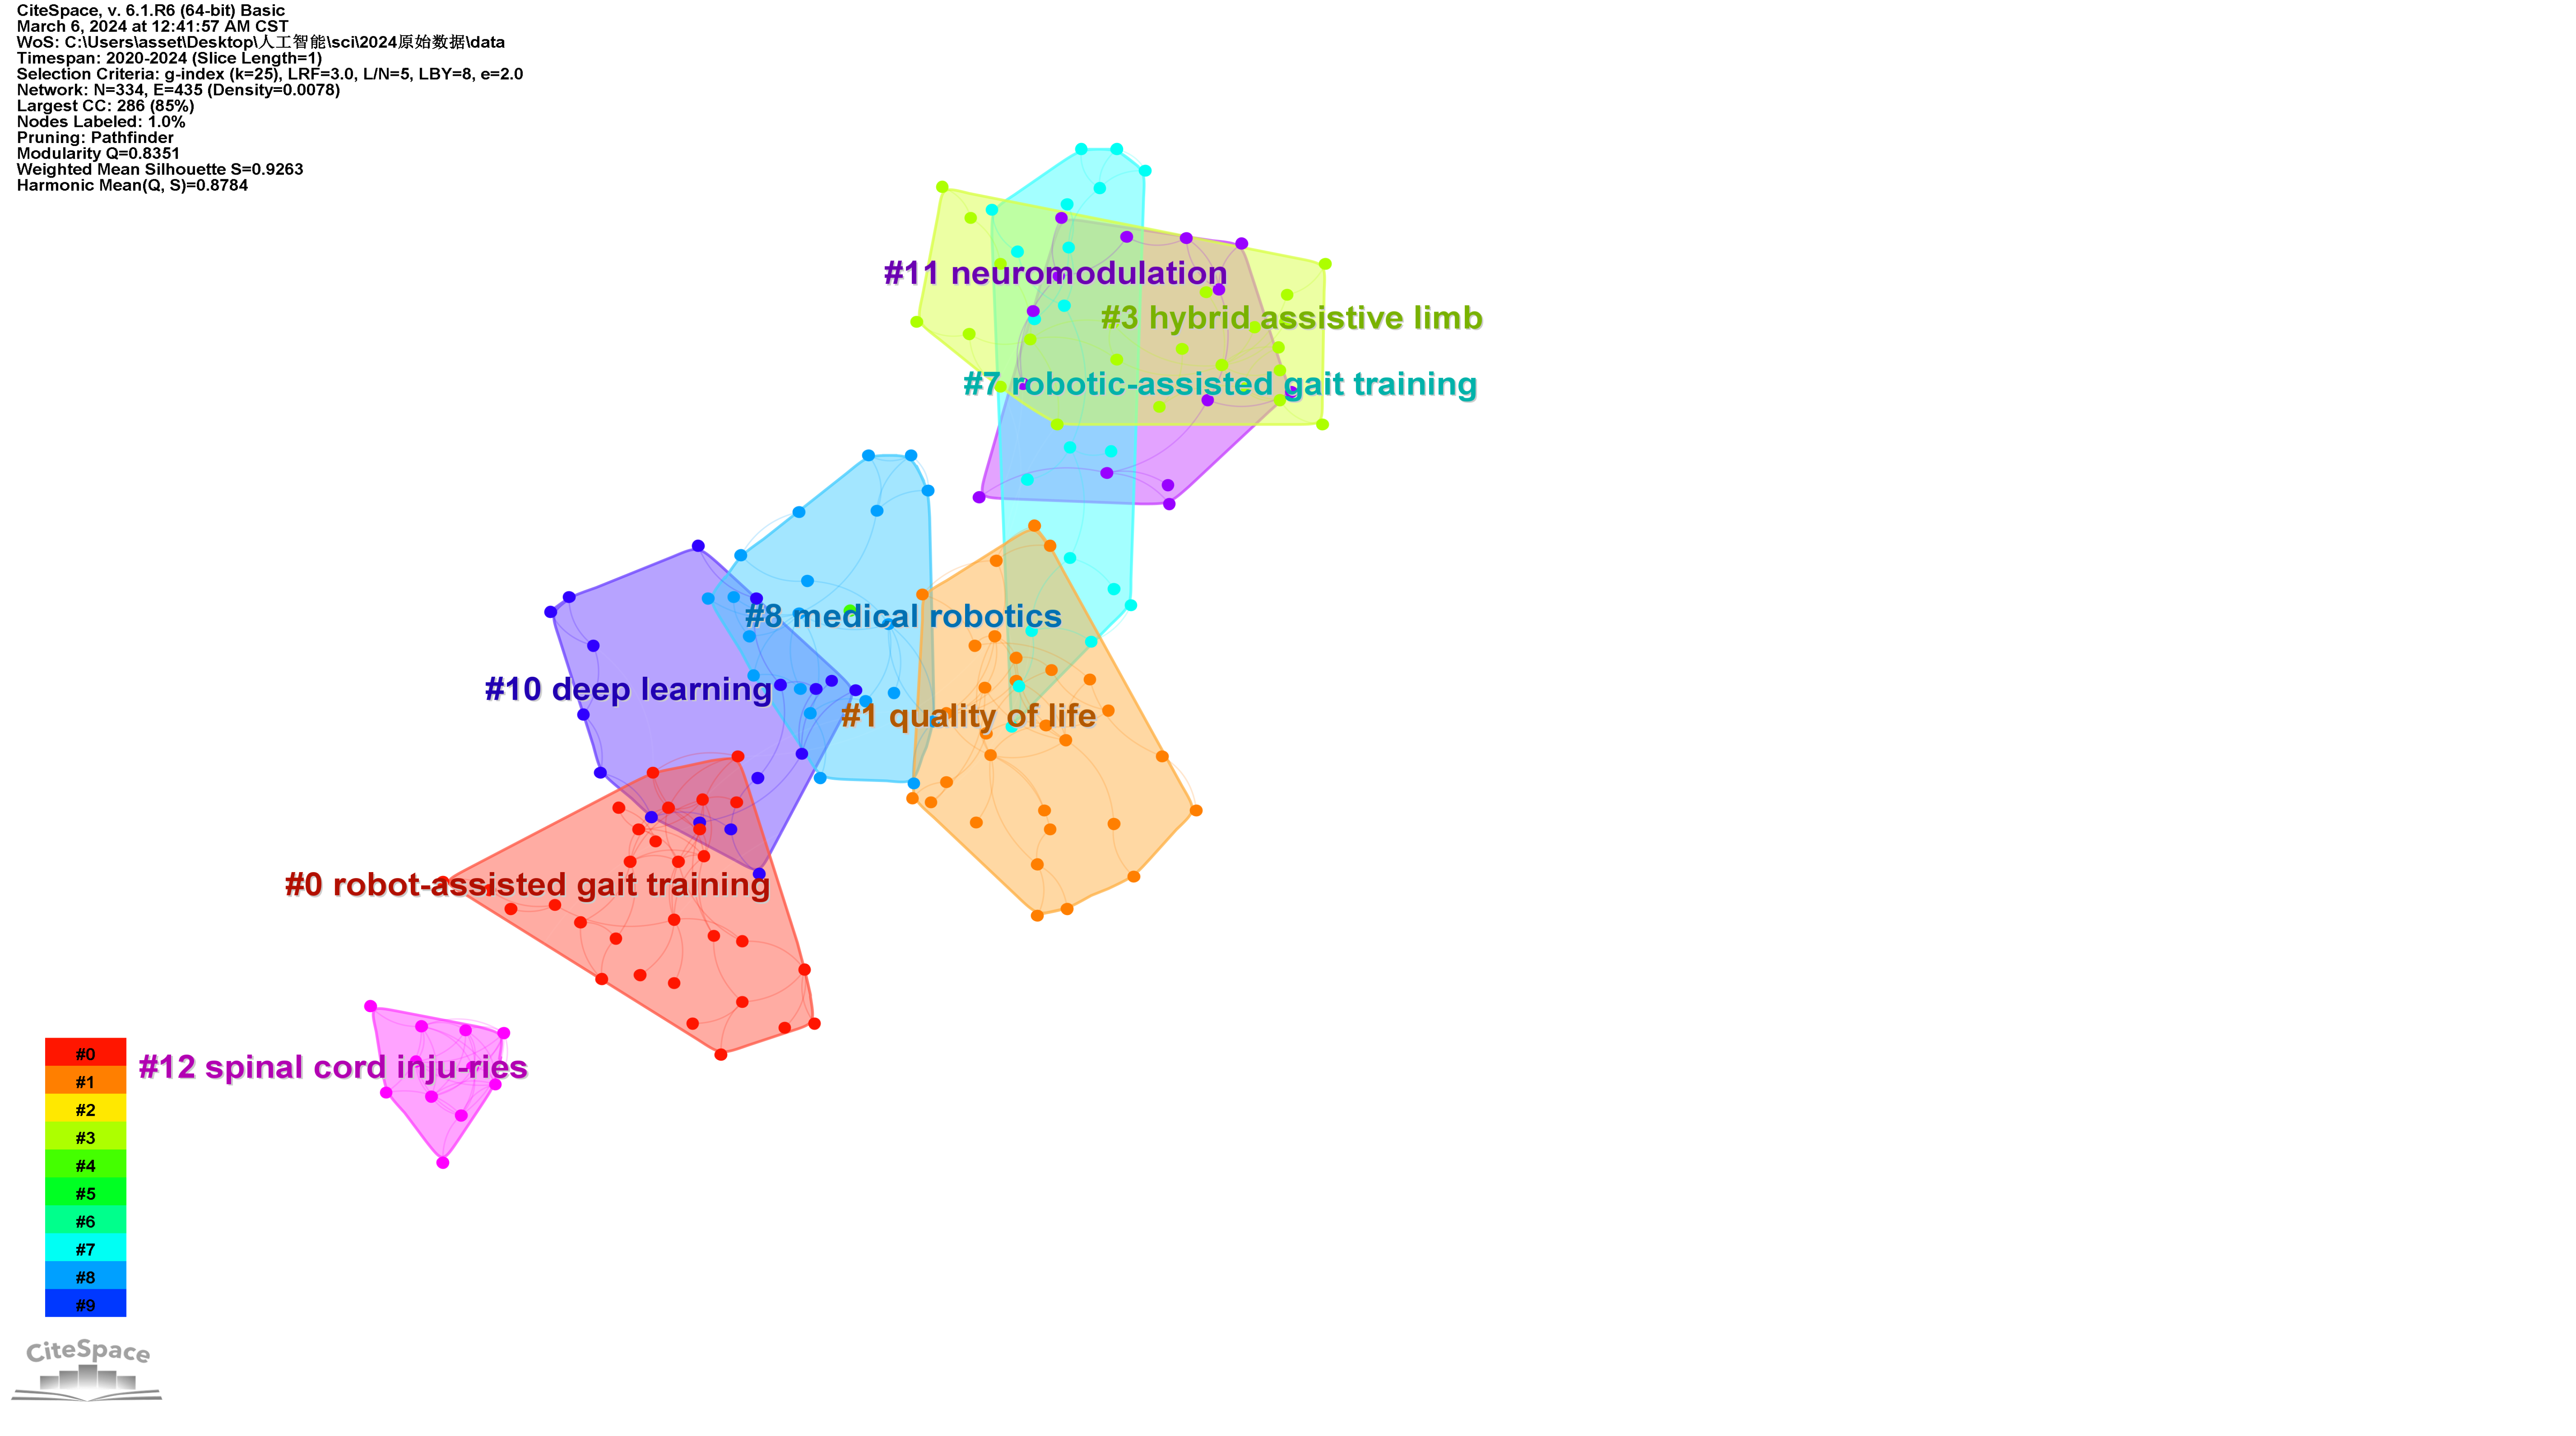 CiteSpace, v. 6.1.R6 (64-bit) Basic
March 6, 2024 at 12:41:57 AM CST
WoS: C:\Users\asset\Desktop\人工智能\sci\2024原始数据\data
Timespan: 2020-2024 (Slice Length=1)
Selection Criteria: g-index (k=25), LRF=3.0, L/N=5, LBY=8, e=2.0
Network: N=334, E=435 (Density=0.0078)
Largest CC: 286 (85%)
Nodes Labeled: 1.0%
Pruning: Pathfinder
Modularity Q=0.8351
Weighted Mean Silhouette S=0.9263
Harmonic Mean(Q, S)=0.8784
#11 neuromodulation
#3 hybrid assistive limb
#7 robotic-assisted gait training
#8 medical robotics
#10 deep learning
#1 quality of life
#0 robot-assisted gait training
#12 spinal cord inju-ries
#0
#1
#2
#3
#4
#5
#6
#7
#8
#9
CiteSpace